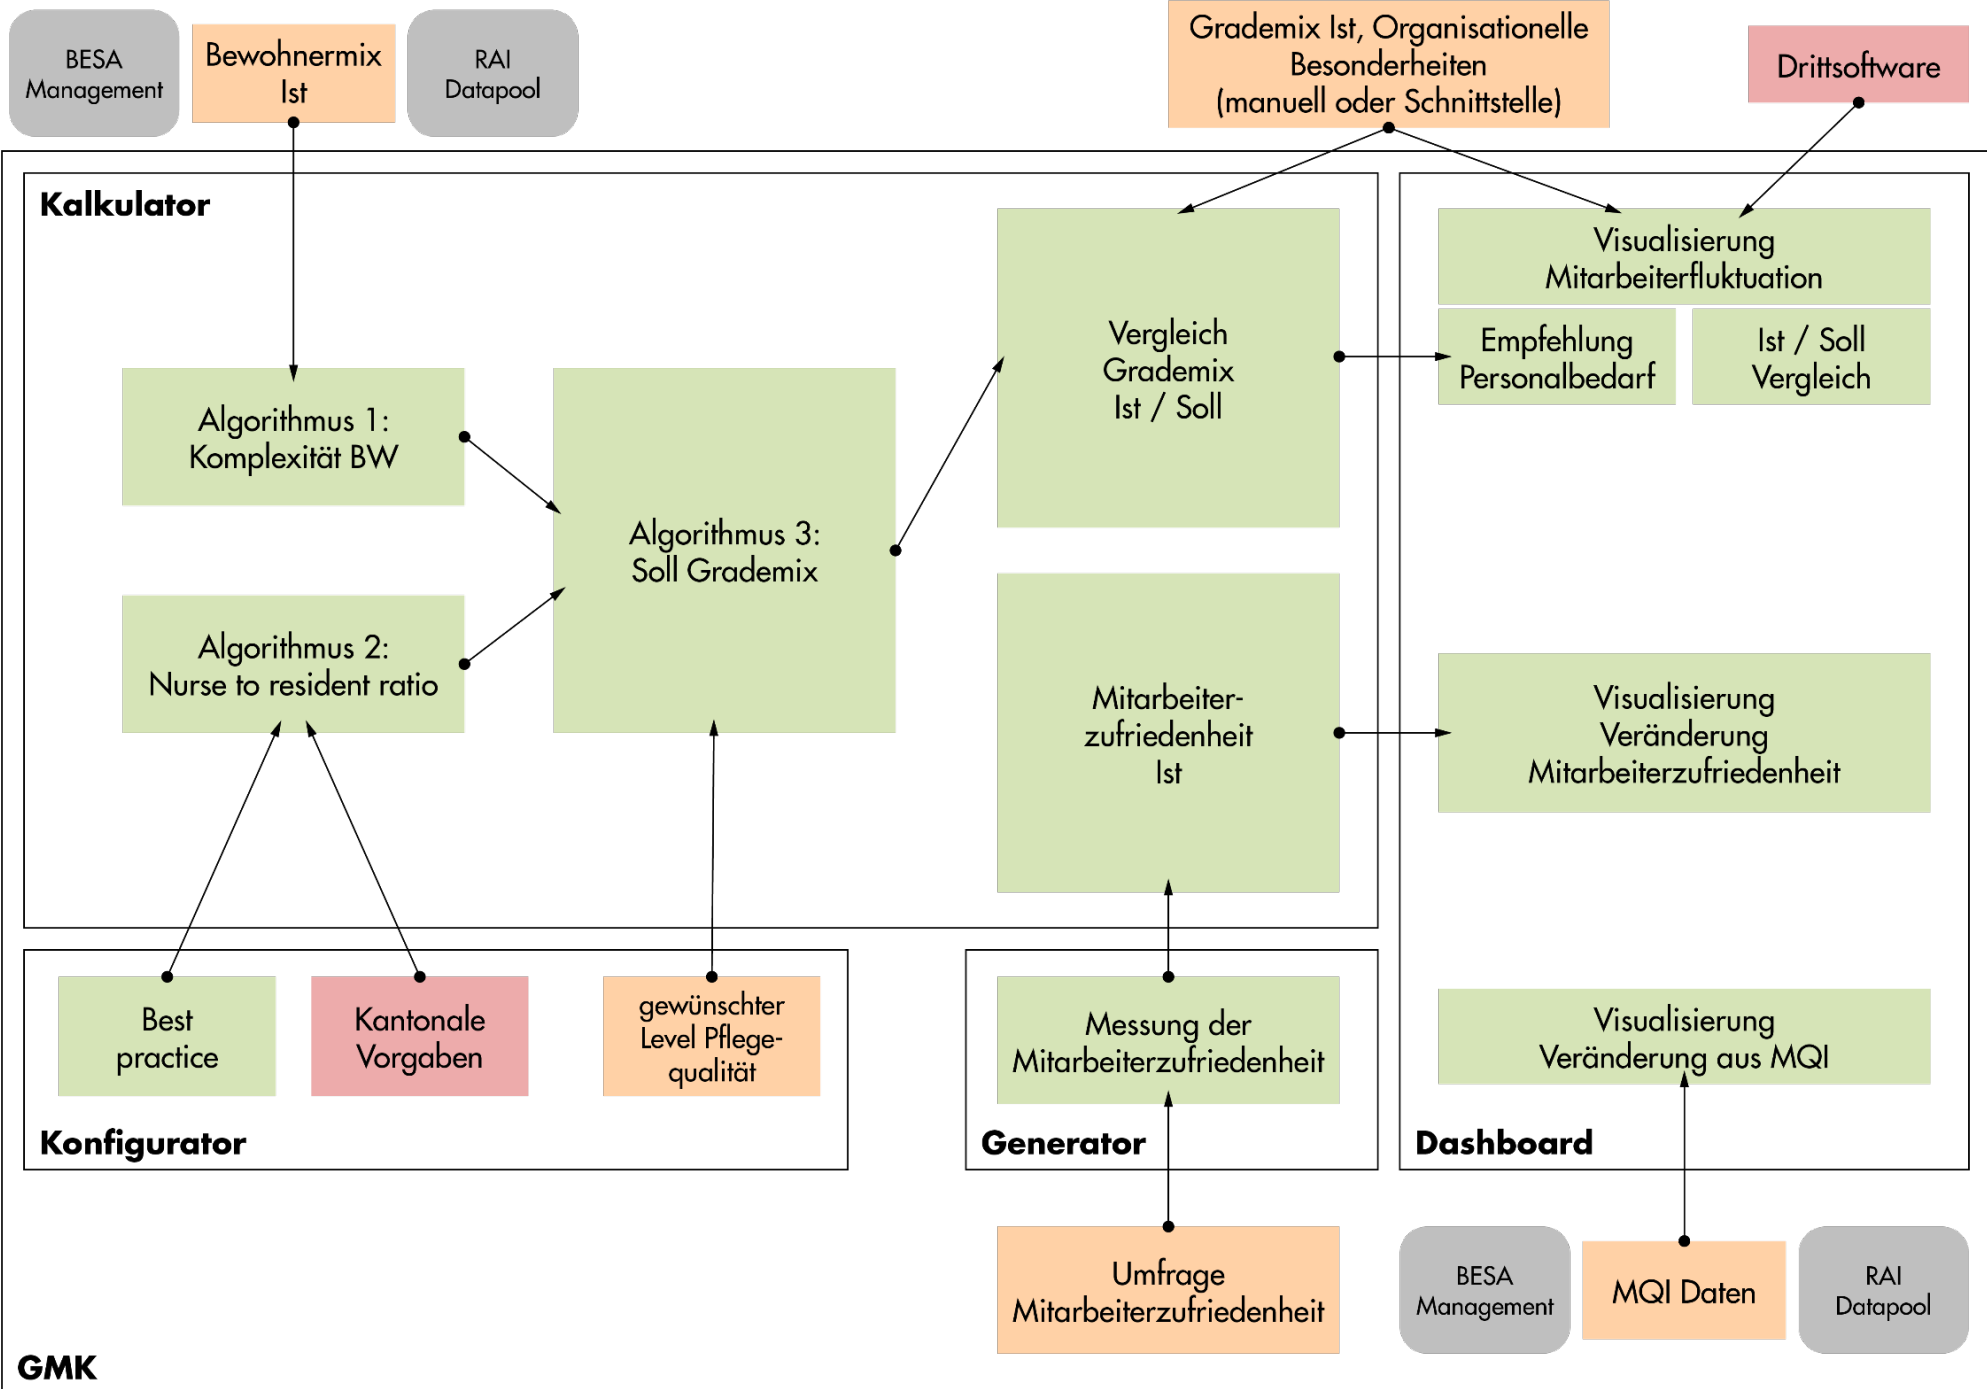 BESA
Management
Bewohnermix
Ist
RAI
Datapool
Grademix Ist, Organisationelle
Besonderheiten
(manuell oder Schnittstelle)
Drittsoftware
Kalkulator
Algorithmus 1:
Komplexität BW
Algorithmus 2:
Nurse to resident ratio
Algorithmus 3:
Soll Grademix
Vergleich
Grademix
Ist / Soll
Mitarbeiter-
zufriedenheit
Ist
Visualisierung
Mitarbeiterfluktuation
Empfehlung
Personalbedarf
Ist / Soll
Vergleich
Visualisierung
Veränderung
Mitarbeiterzufriedenheit
Visualisierung
Veränderung aus MQI
Dashboard
Best
practice
Kantonale
Vorgaben
gewünschter
Level Pflege-
qualität
Konfigurator
Messung der
Mitarbeiterzufriedenheit
Generator
Umfrage
Mitarbeiterzufriedenheit
BESA
Management
MQI Daten
RAI
Datapool
GMK